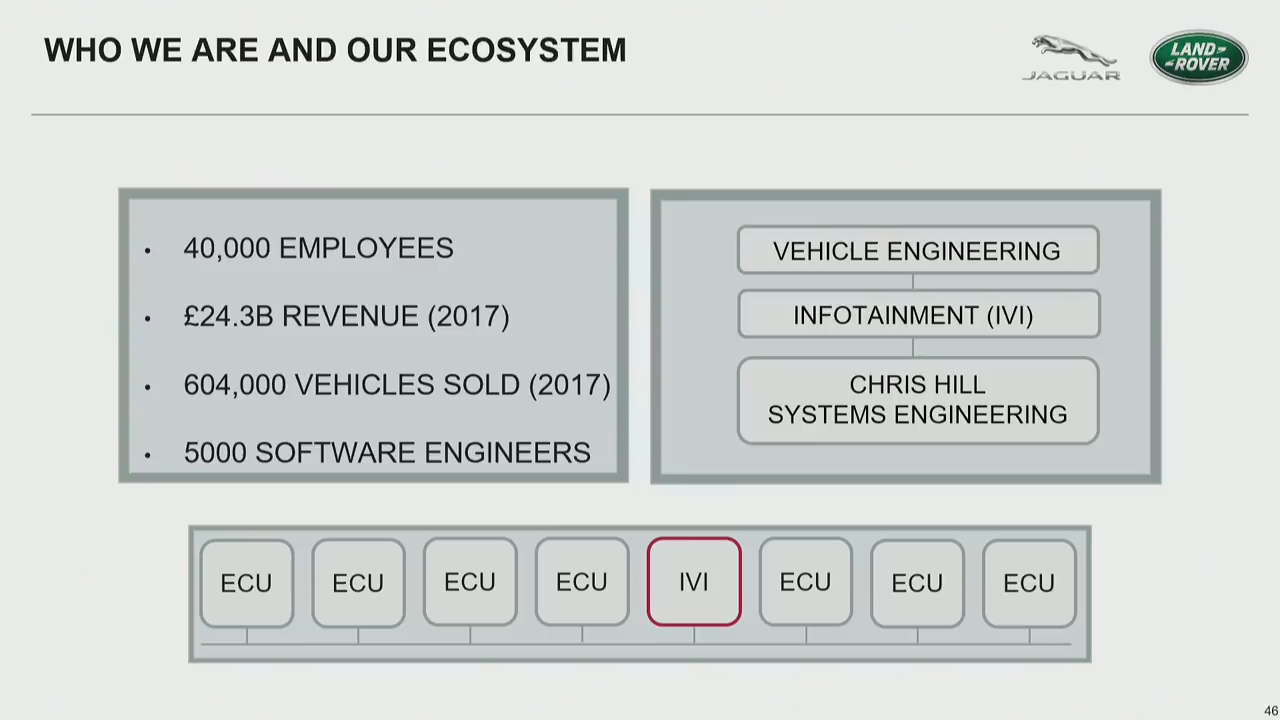 WHO WE ARE AND OUR ECOSYSTEM
JAGUAR
LAND-
-ROVER
• 40,000 EMPLOYEES
• £24.3B REVENUE (2017)
• 604,000 VEHICLES SOLD (2017)
• 5000 SOFTWARE ENGINEERS
VEHICLE ENGINEERING
INFOTAINMENT (IVI)
CHRIS HILL
SYSTEMS ENGINEERING
ECU ECU ECU ECU IVI ECU ECU ECU
46